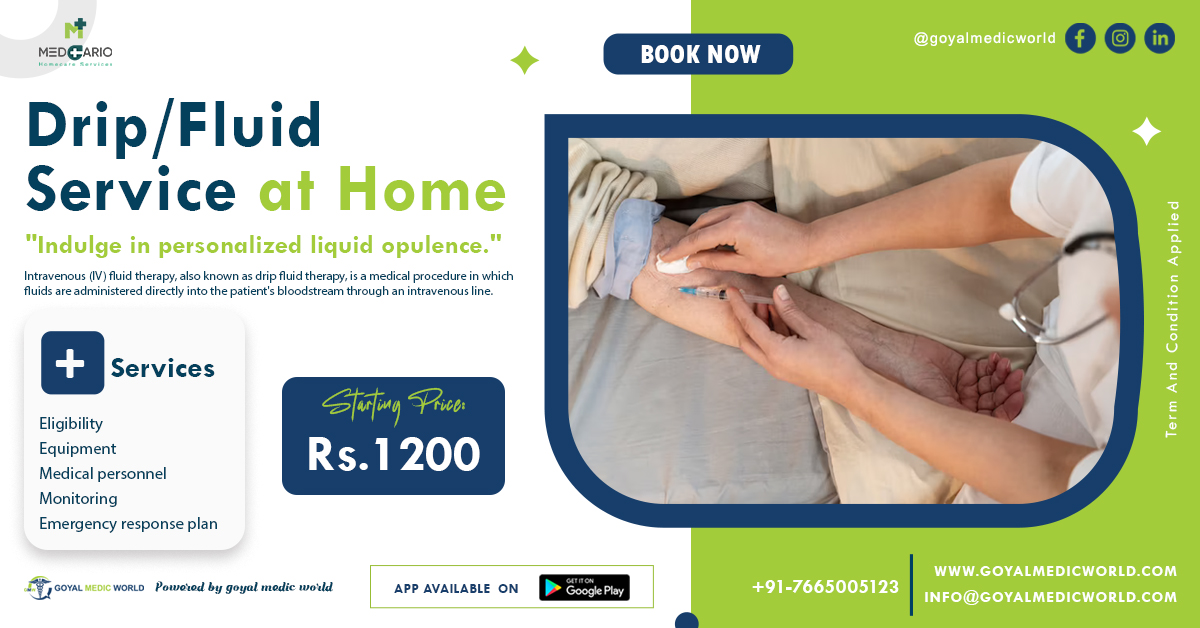 MEDCARIO
Homecare Services
BOOK NOW
@goyalmedicworld
Drip/Fluid
Service at Home
"Indulge in personalized liquid opulence."
Intravenous (IV) fluid therapy, also known as drip fluid therapy, is a medical procedure in which
fluids are administered directly into the patient's bloodstream through an intravenous line.
Services
Eligibility
Equipment
Medical personnel
Monitoring
Emergency response plan
Starting Price:
Rs.1200
Term And Condition Applied
GOYAL MEDIC WORLD
Powered by goyal medic world
APP AVAILABLE ON
GET IT ON
Google Play
+91-7665005123
WWW.GOYALMEDICWORLD.COM
INFO@GOYALMEDICWORLD.COM